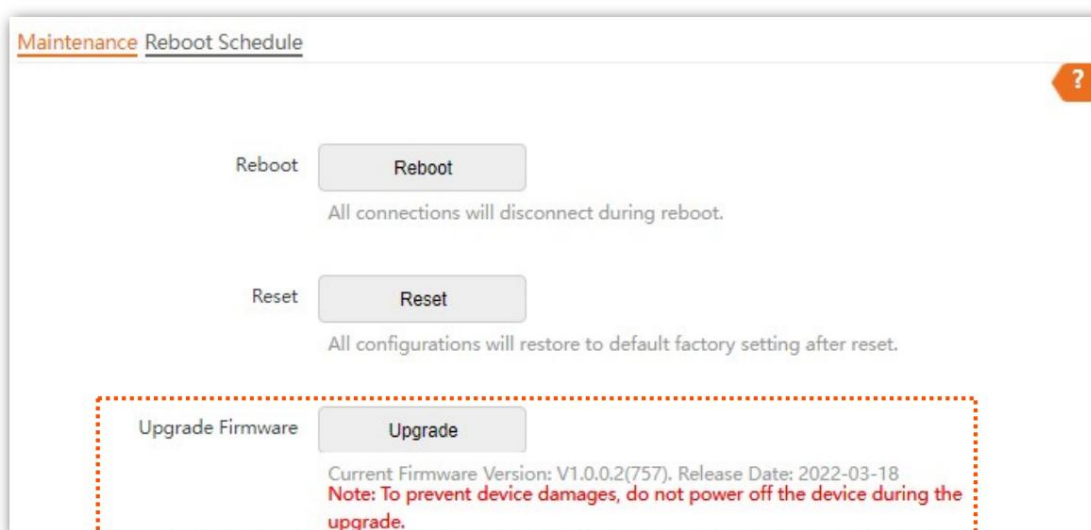 Maintenance Reboot Schedule
?
Reboot Reboot
All connections will disconnect during reboot.
Reset Reset
All configurations will restore to default factory setting after reset.
Upgrade Firmware Upgrade
Current Firmware Version: V1.0.0.2(757). Release Date: 2022-03-18
Note: To prevent device damages, do not power off the device during the
upgrade.